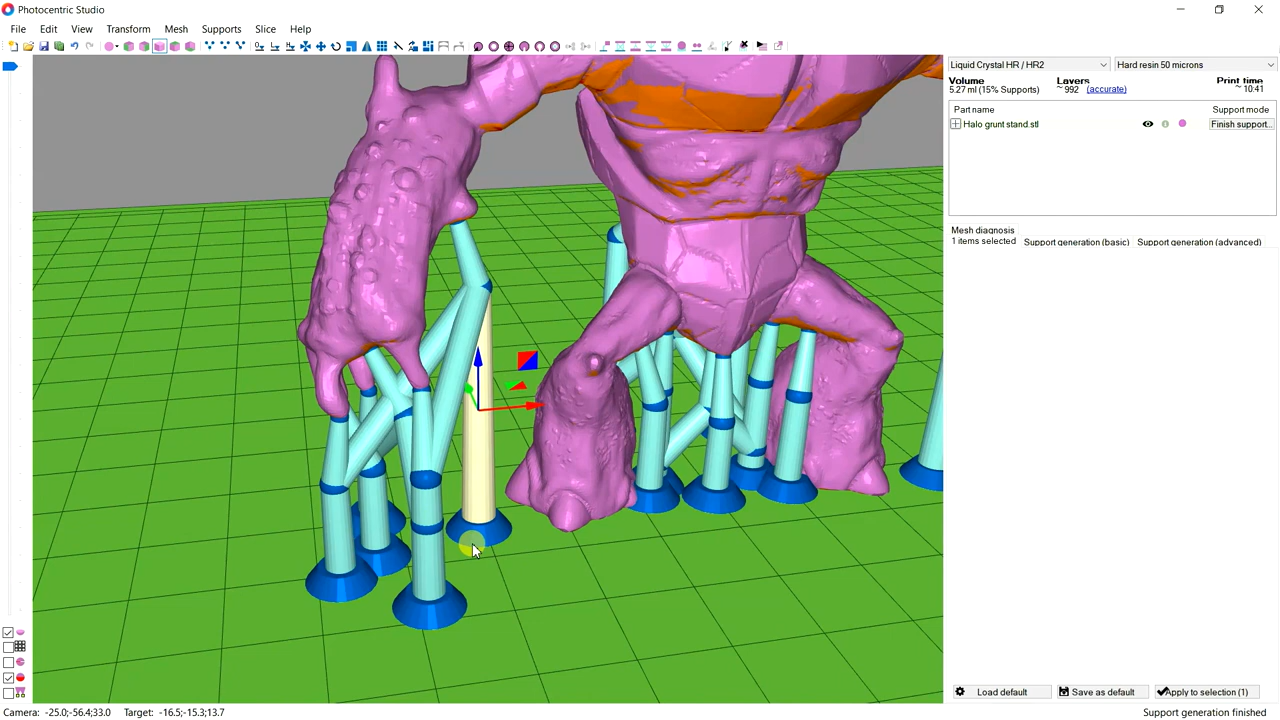 Photocentric Studio
File Edit View Transform Mesh Supports Slice Help
Liquid Crystal HR / HR2 Hard resin 50 microns
Volume Layers Print time
5.27 ml (15% Supports) ~ 992 (accurate) ~ 10:41
Part name Support mode
Halo grunt stand.stl Finish support...
Mesh diagnosis
1 items selected Support generation (basic) Support generation (advanced)
Load default Save as default Apply to selection (1)
Camera: -25.0;-56.4;33.0 Target: -16.5;-15.3;13.7 Support generation finished